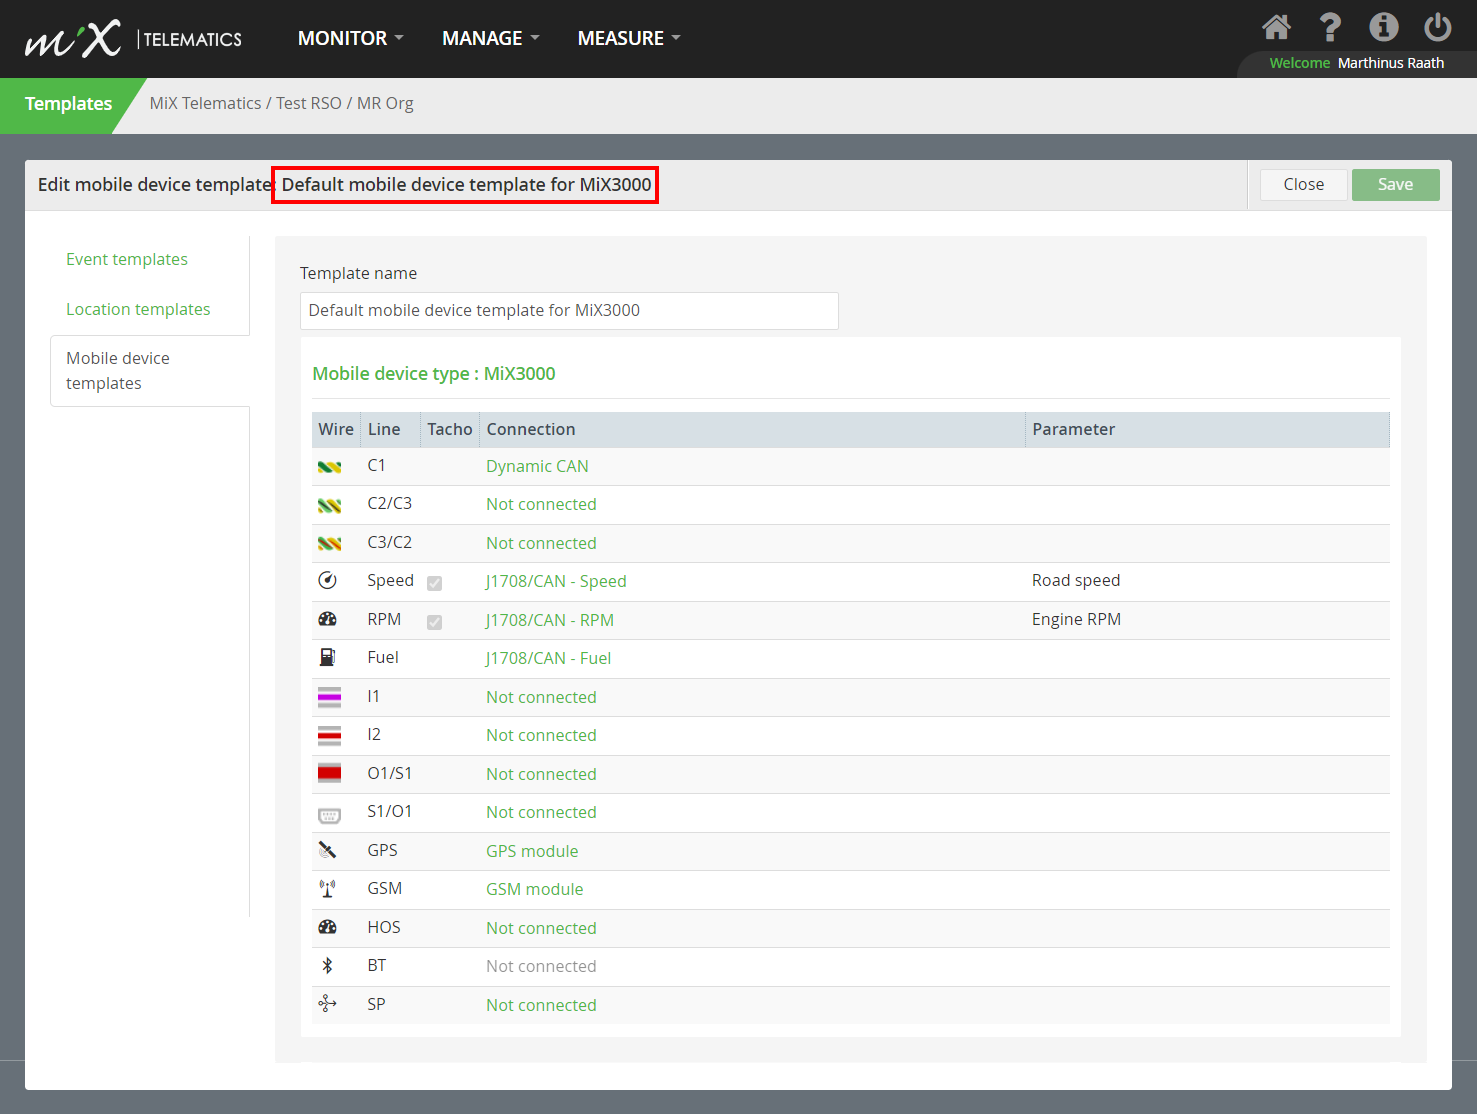 miX | TELEMATICS MONITOR MANAGE MEASURE
Welcome Marthinus Raath
Templates MiX Telematics / Test RSO / MR Org
Edit mobile device template: Default mobile device template for MiX3000 Close Save
Event templates
Location templates
Mobile device
templates
Template name
Default mobile device template for MiX3000
Mobile device type : MiX3000
Wire Line Tacho Connection Parameter
C1 Dynamic CAN
C2/C3 Not connected
C3/C2 Not connected
Speed J1708/CAN - Speed Road speed
RPM J1708/CAN - RPM Engine RPM
Fuel J1708/CAN - Fuel
I1 Not connected
I2 Not connected
O1/S1 Not connected
S1/O1 Not connected
GPS GPS module
GSM GSM module
HOS Not connected
BT Not connected
SP Not connected